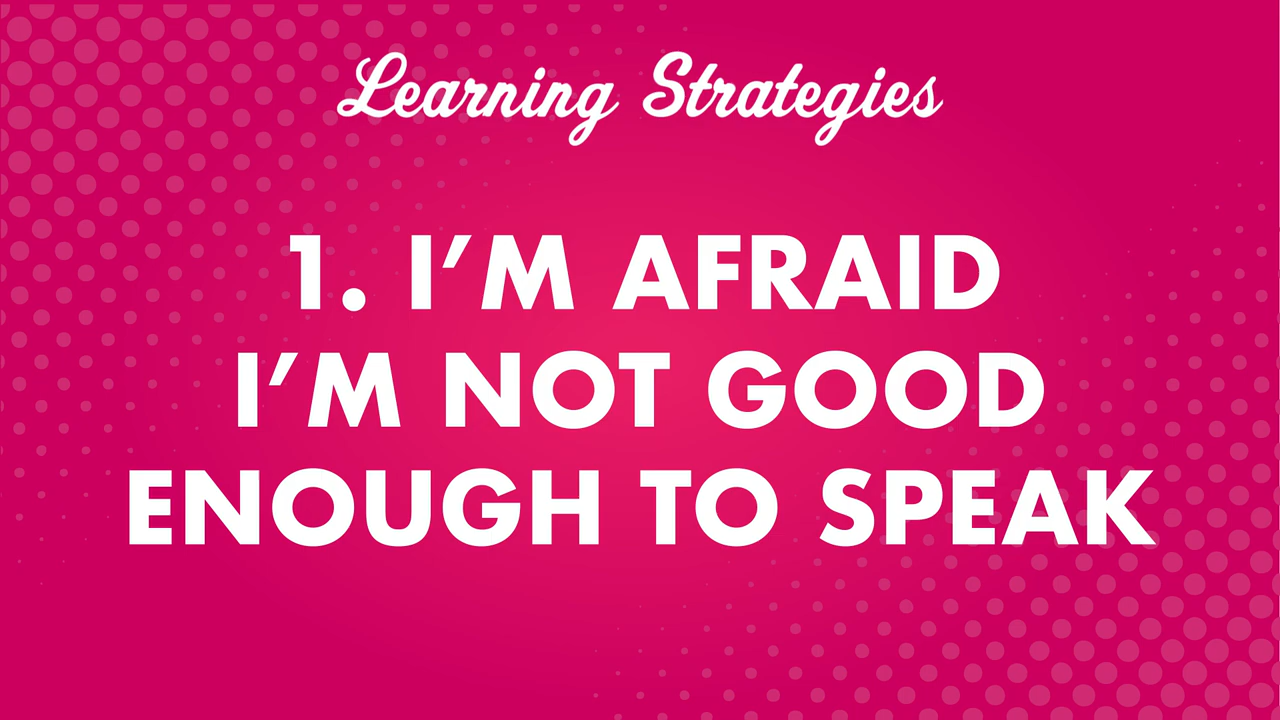 Learning Strategies
1. I’M AFRAID
I’M NOT GOOD
ENOUGH TO SPEAK